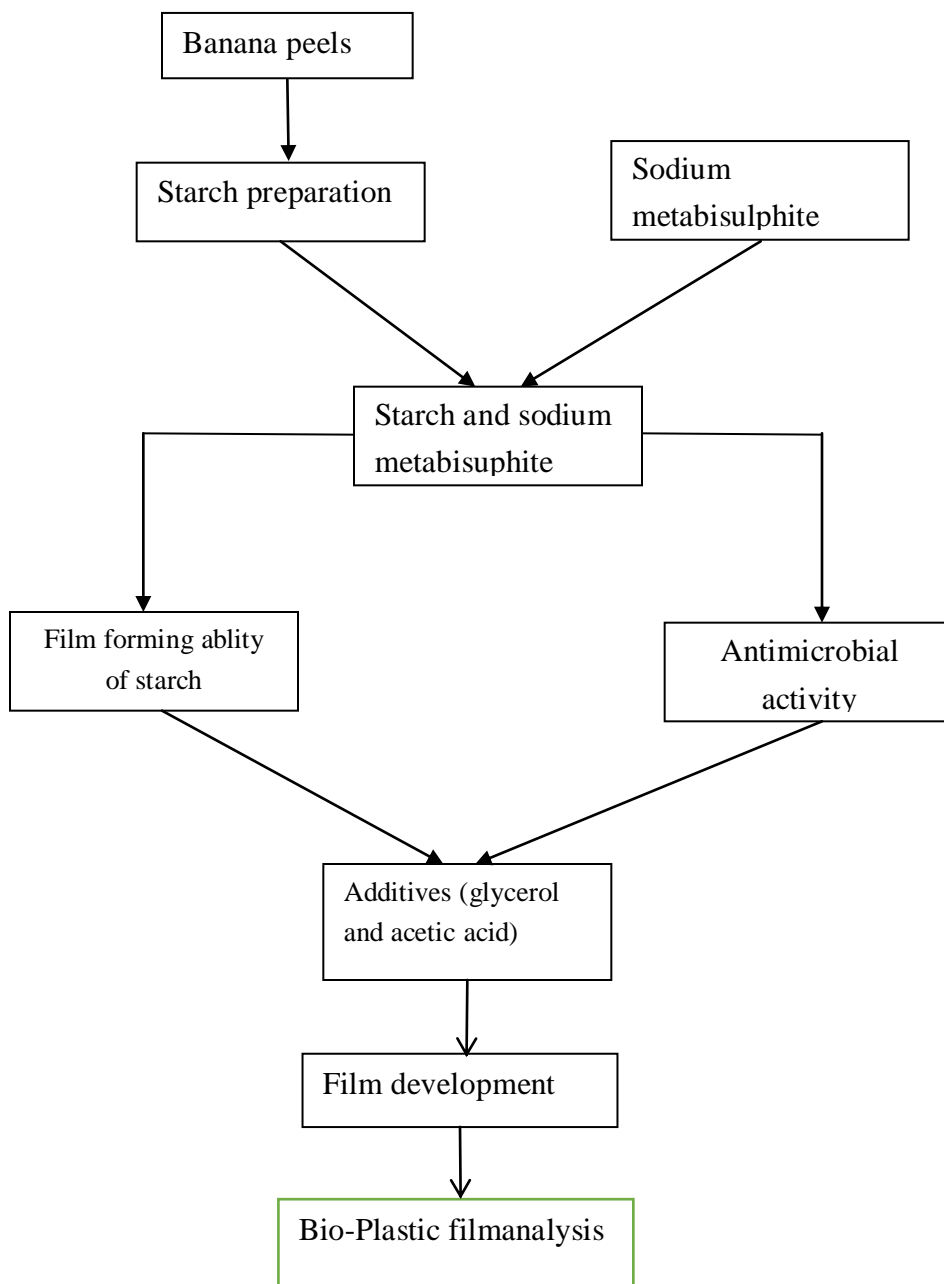 Banana peels
Starch preparation
Sodium
metabisulphite
Starch and sodium
metabisuphite
Film forming ablity
of starch
Antimicrobial
activity
Additives (glycerol
and acetic acid)
Film development
Bio-Plastic filmanalysis